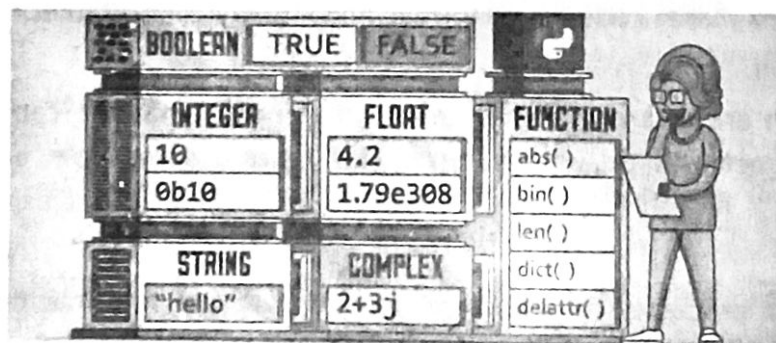 BOOLEAN TRUE FALSE
INTEGER
10
0b10
FLOAT
4.2
1.79e308
FUNCTION
abs( )
bin( )
len( )
dict( )
delattr( )
STRING
"hello"
COMPLEX
2+3j